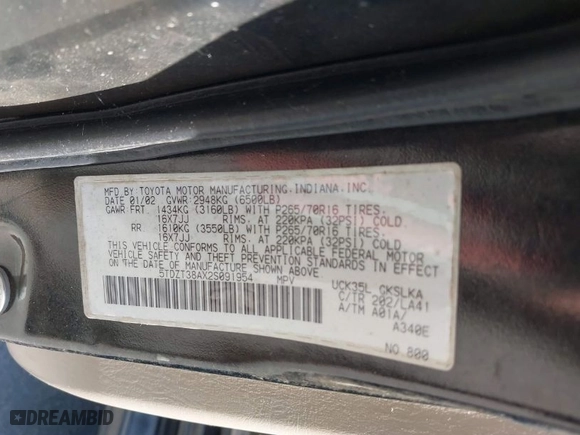 MFD. BY: TOYOTA MOTOR MANUFACTURING, INDIANA, INC.
DATE 01/02 GVWR: 2948KG (6500LB)
GAWR: FRT 1434KG (3160LB) WITH P265/70R16 TIRES,
16X7JJ RIMS, AT 220KPA (32PSI) COLD
RR 1610KG (3550LB) WITH P265/70R16 TIRES,
16X7JJ RIMS, AT 220KPA (32PSI) COLD
THIS VEHICLE CONFORMS TO ALL APPLICABLE FEDERAL MOTOR
VEHICLE SAFETY AND THEFT PREVENTION STANDARDS IN EFFECT
ON THE DATE OF MANUFACTURE SHOWN ABOVE
5TDZT38AX2S091954 MPV
UCK35L GKSLKA
C/TR 202/LA41
A/TM A01A/
A340E
NO 800
DREAMBID